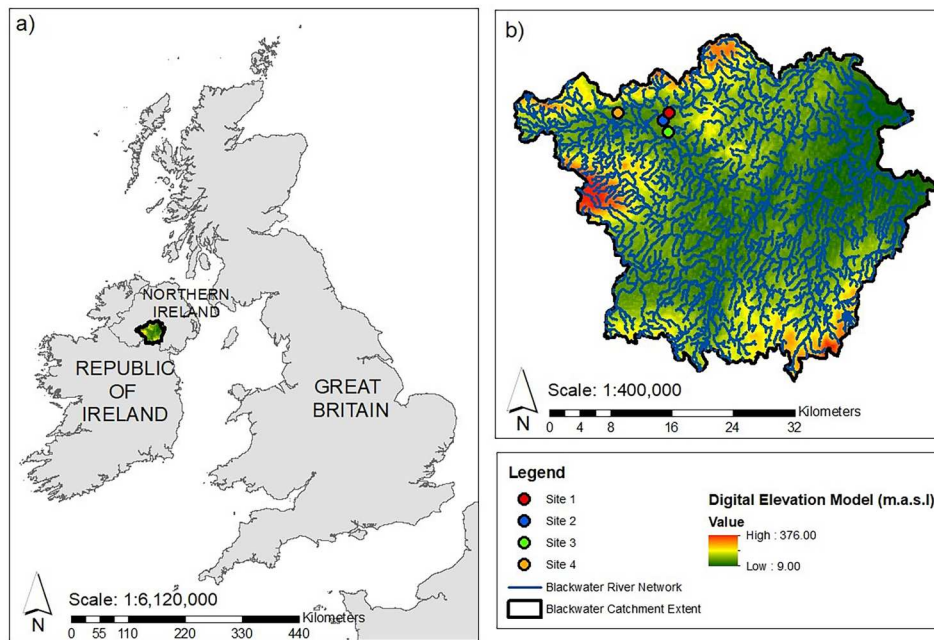 a)
NORTHERN
IRELAND
REPUBLIC
OF
IRELAND
GREAT
BRITAIN
N
Scale: 1:6,120,000
Kilometers
0 55 110 220 330 440
b)
Scale: 1:400,000
N
Kilometers
0 4 8 16 24 32
Legend
Site 1
Site 2
Site 3
Site 4
Blackwater River Network
Blackwater Catchment Extent
Digital Elevation Model (m.a.s.l)
Value
High : 376.00
Low : 9.00